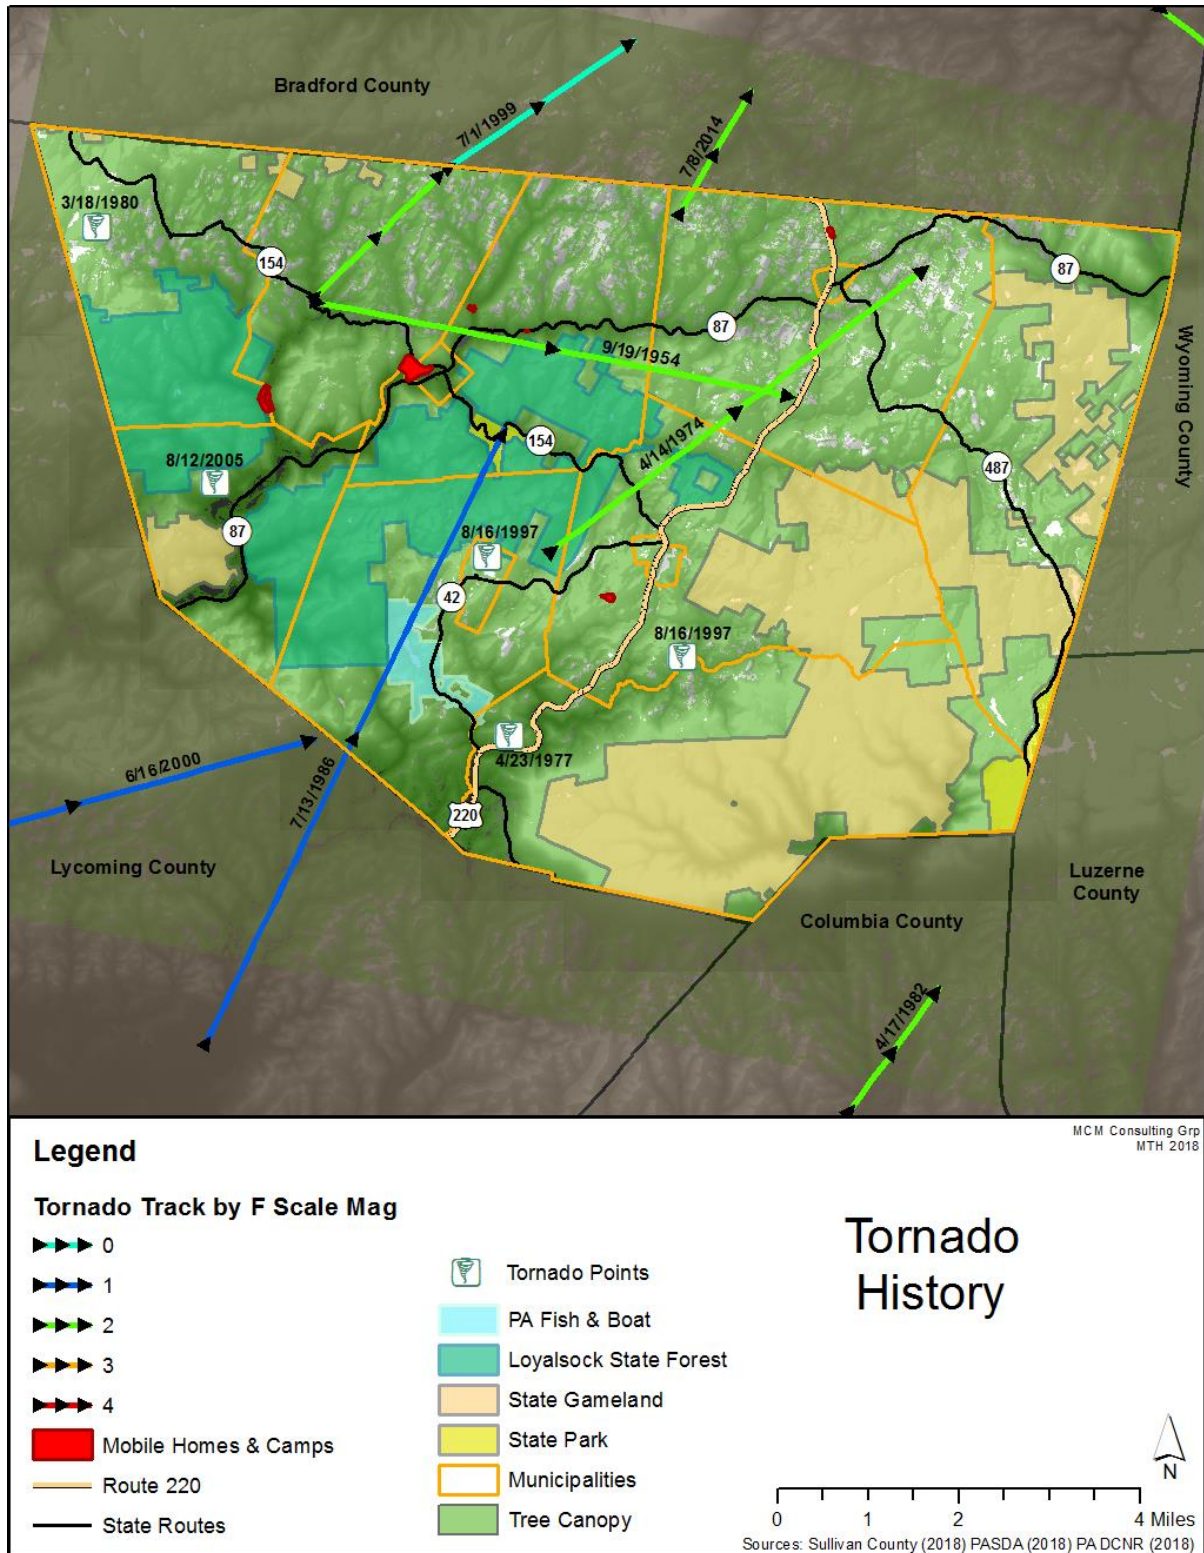 Bradford County
7/1/1999
7/8/2014
3/18/1980
154
87
87
Wyoming County
9/19/1954
4/14/1974
154
8/12/2005
487
87
8/16/1997
42
8/16/1997
4/23/1977
6/16/2000
7/13/1986
220
Lycoming County
Luzerne
County
Columbia County
4/17/1982
MCM Consulting Grp
MTH 2018
Legend
Tornado Track by F Scale Mag
0
1
2
3
4
Mobile Homes & Camps
Route 220
State Routes
Tornado Points
PA Fish & Boat
Loyalsock State Forest
State Gameland
State Park
Municipalities
Tree Canopy
Tornado
History
N
0 1 2 4 Miles
Sources: Sullivan County (2018) PASDA (2018) PA DCNR (2018)